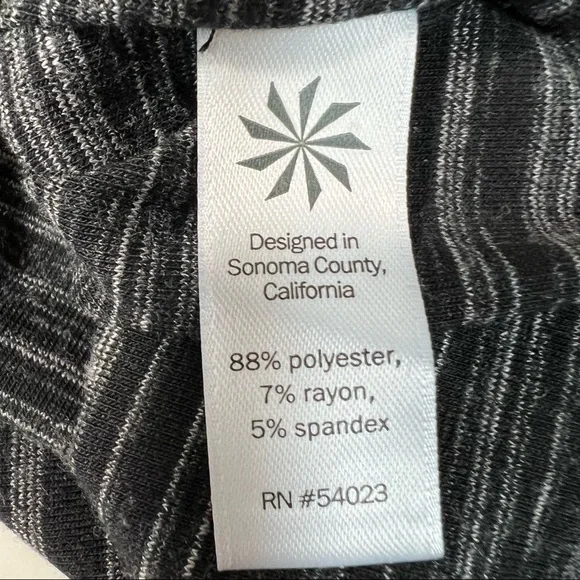 Designed in
Sonoma County,
California
88% polyester,
7% rayon,
5% spandex
RN #54023